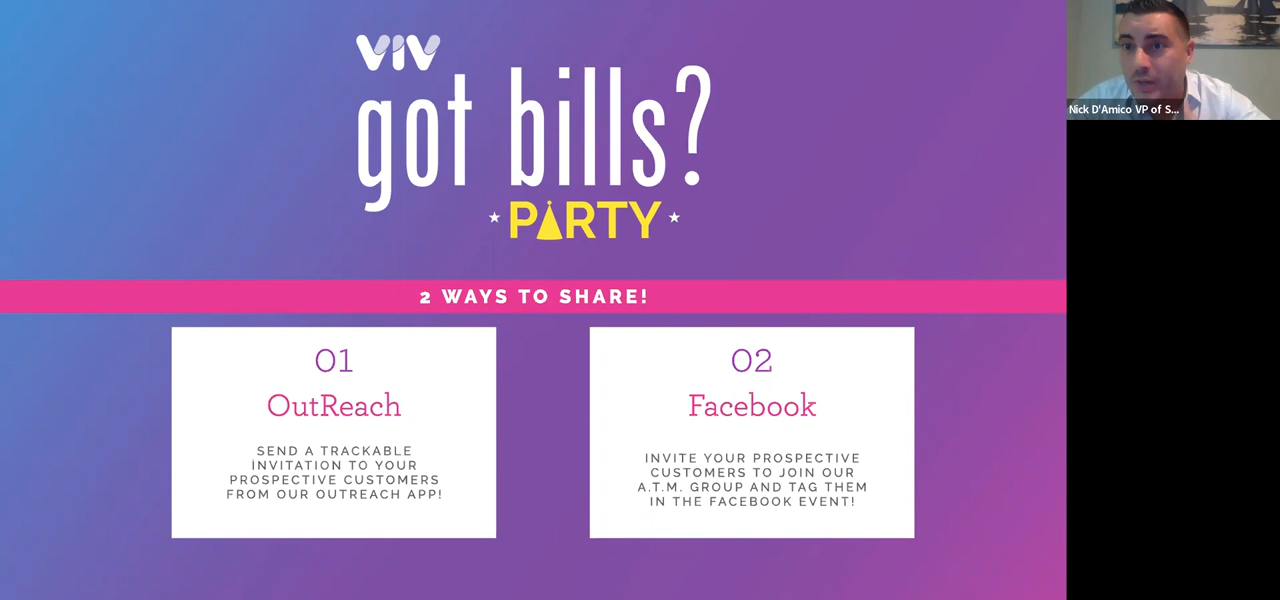 VIV
got bills?
PARTY
Nick D'Amico VP of S...
2 WAYS TO SHARE!
01
OutReach
SEND A TRACKABLE
INVITATION TO YOUR
PROSPECTIVE CUSTOMERS
FROM OUR OUTREACH APP!
02
Facebook
INVITE YOUR PROSPECTIVE
CUSTOMERS TO JOIN OUR
A.T.M. GROUP AND TAG THEM
IN THE FACEBOOK EVENT!